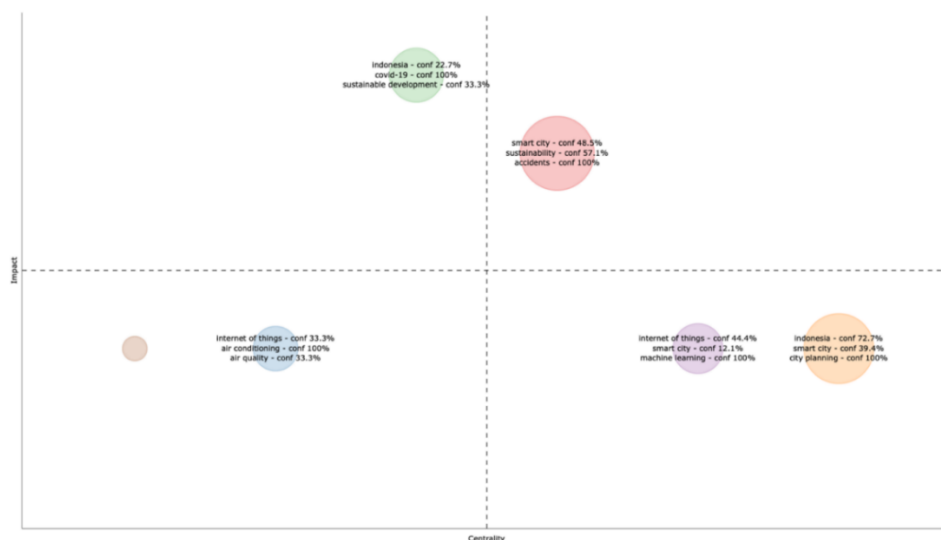 indonesia - conf 22.7%
covid-19 - conf 100%
sustainable development - conf 33.3%
smart city - conf 48.5%
sustainability - conf 57.1%
accidents - conf 100%
Impact
internet of things - conf 33.3%
air conditioning - conf 100%
air quality - conf 33.3%
internet of things - conf 44.4%
smart city - conf 12.1%
machine learning - conf 100%
indonesia - conf 72.7%
smart city - conf 39.4%
city planning - conf 100%
Centrality